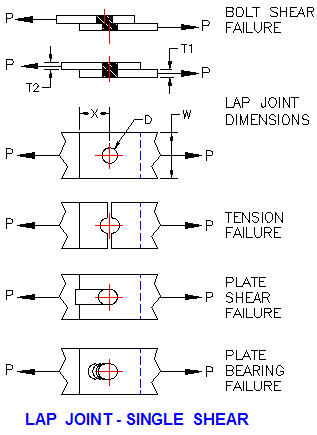 P P BOLT SHEAR
FAILURE
T1
P P
T2
X D W LAP JOINT
DIMENSIONS
P P
P P TENSION
FAILURE
P P PLATE
SHEAR
FAILURE
P P PLATE
BEARING
FAILURE
LAP JOINT - SINGLE SHEAR